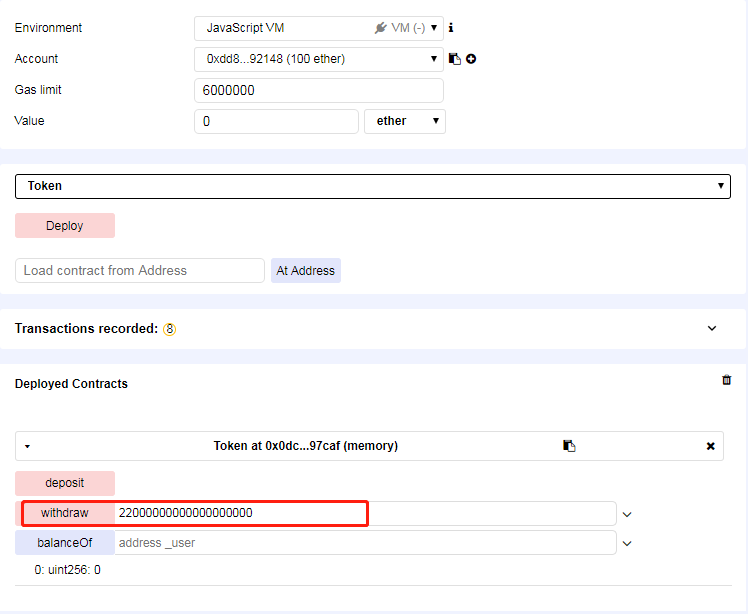 Environment JavaScript VM VM (-) i
Account 0xdd8...92148 (100 ether)
Gas limit 6000000
Value 0 ether
Token
Deploy
Load contract from Address At Address
Transactions recorded: 8
Deployed Contracts
Token at 0x0dc...97caf (memory)
deposit
withdraw 22000000000000000000
balanceOf address _user
0: uint256: 0